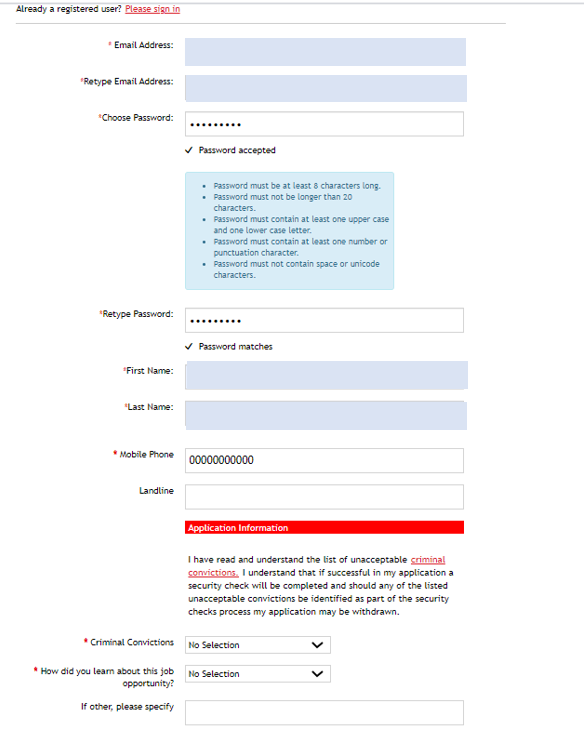 Already a registered user? Please sign in
* Email Address:
*Retype Email Address:
*Choose Password:
•••••••••
✓ Password accepted
• Password must be at least 8 characters long.
• Password must not be longer than 20
characters.
• Password must contain at least one upper case
and one lower case letter.
• Password must contain at least one number or
punctuation character.
• Password must not contain space or unicode
characters.
*Retype Password:
•••••••••
✓ Password matches
*First Name:
*Last Name:
* Mobile Phone
00000000000
Landline
Application Information
I have read and understand the list of unacceptable criminal
convictions. I understand that if successful in my application a
security check will be completed and should any of the listed
unacceptable convictions be identified as part of the security
checks process my application may be withdrawn.
* Criminal Convictions
No Selection
* How did you learn about this job
opportunity?
No Selection
If other, please specify